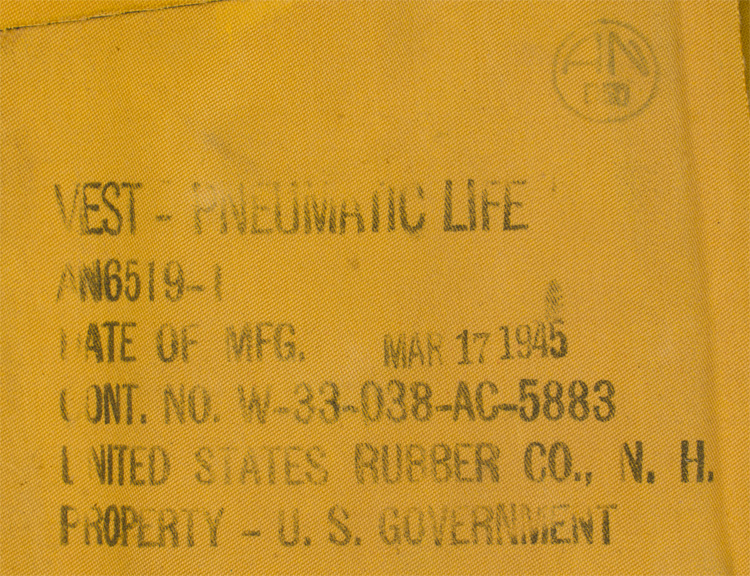 AN
VEST - PNEUMATIC LIFE
AN6519-1
DATE OF MFG. MAR 17 1945
CONT. NO. W-33-038-AC-5883
UNITED STATES RUBBER CO., N. H.
PROPERTY - U. S. GOVERNMENT